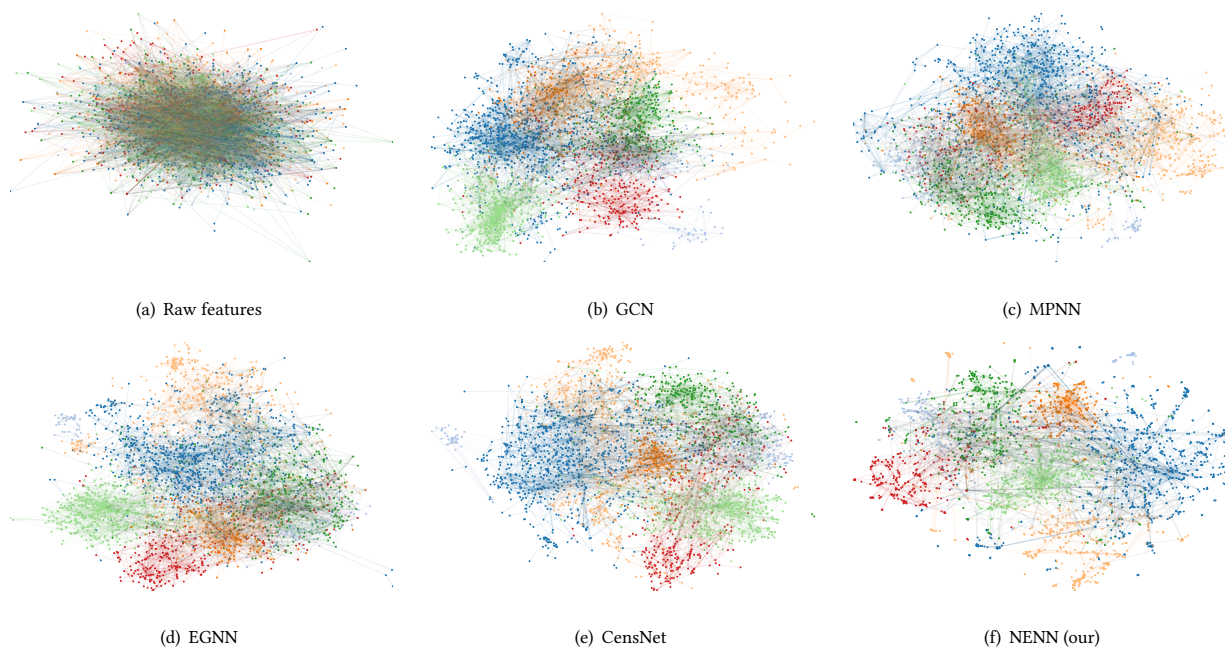 (a) Raw features
(b) GCN
(c) MPNN
(d) EGNN
(e) CensNet
(f) NENN (our)